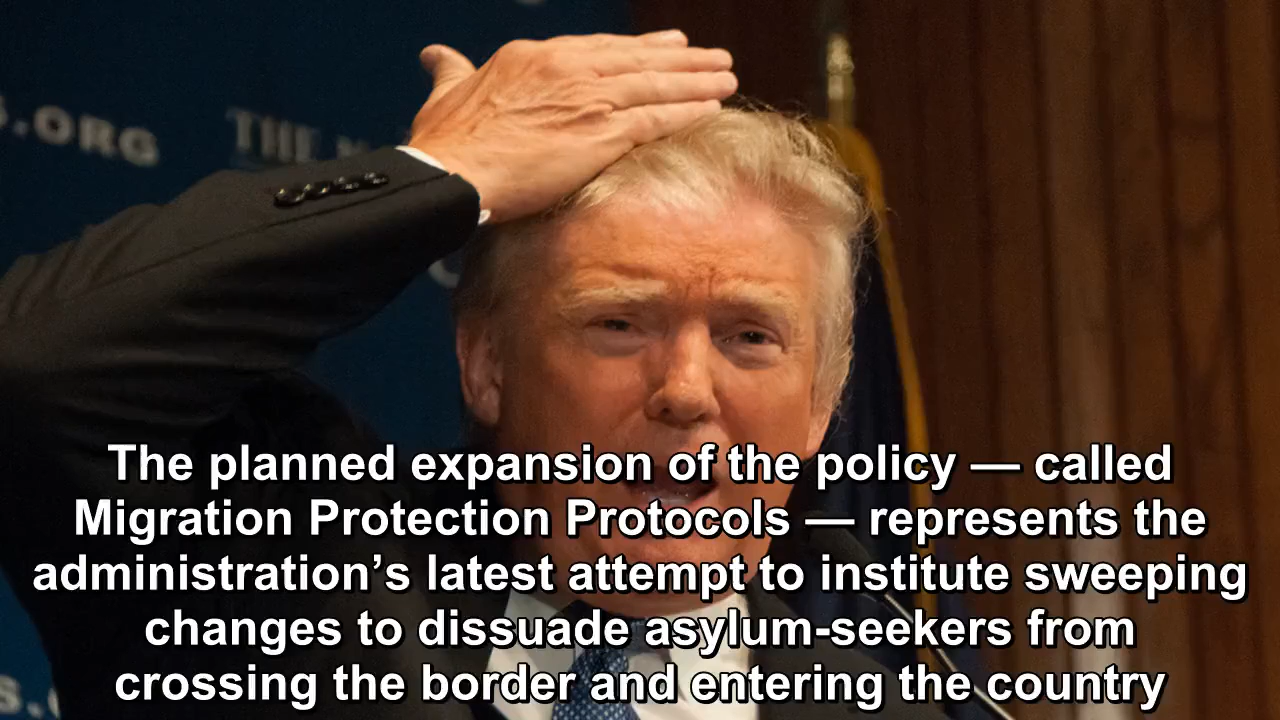 S.ORG
THE N
The planned expansion of the policy — called
Migration Protection Protocols — represents the
administration’s latest attempt to institute sweeping
changes to dissuade asylum-seekers from
crossing the border and entering the country